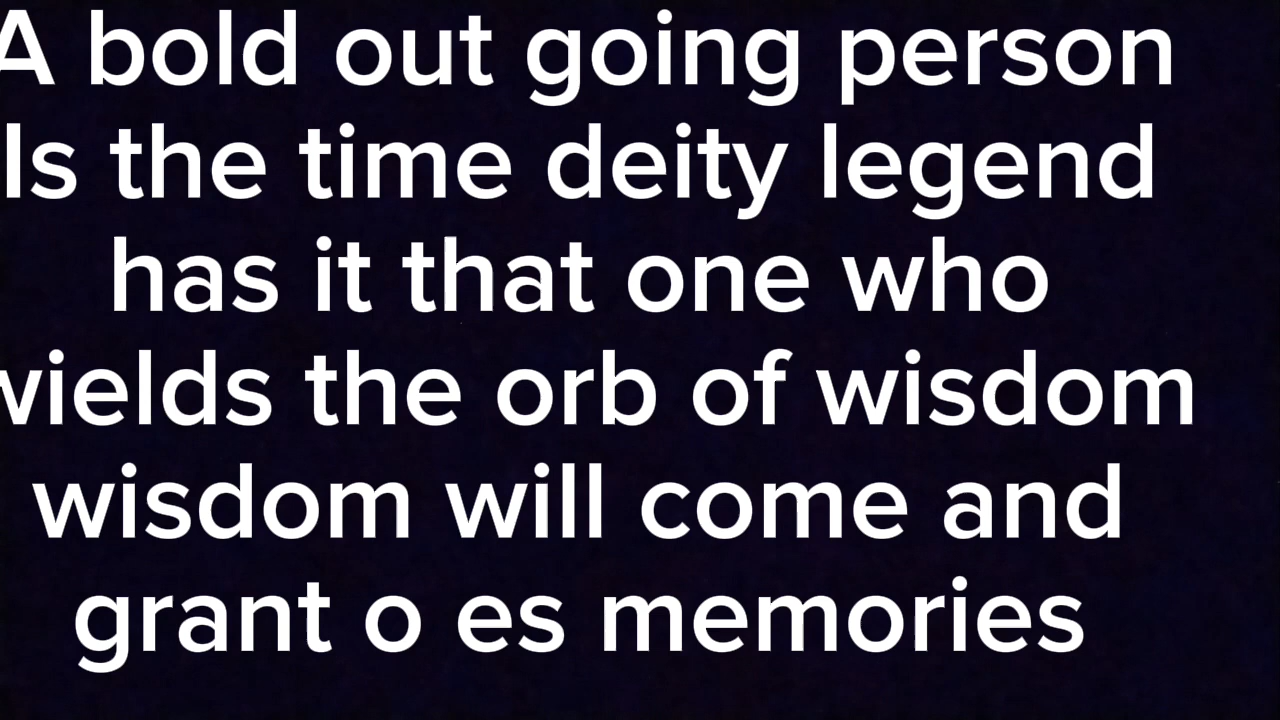 A bold out going person
Is the time deity legend
has it that one who
wields the orb of wisdom
wisdom will come and
grant o es memories